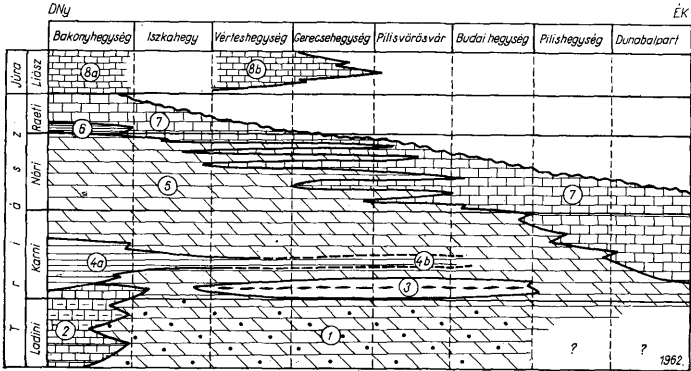 DNy ÉK
Bakonyhegység Iszkahegy Vérteshegység Gerecsehegység Pilisvörösvár Budai hegység Pilishegység Dunabalpart
Júra Liász 8a 8b
Triász Raeti 6 7
Nóri 5 7
Karni 4a 4b 3
Ladini 2 1 ? ?
1962.